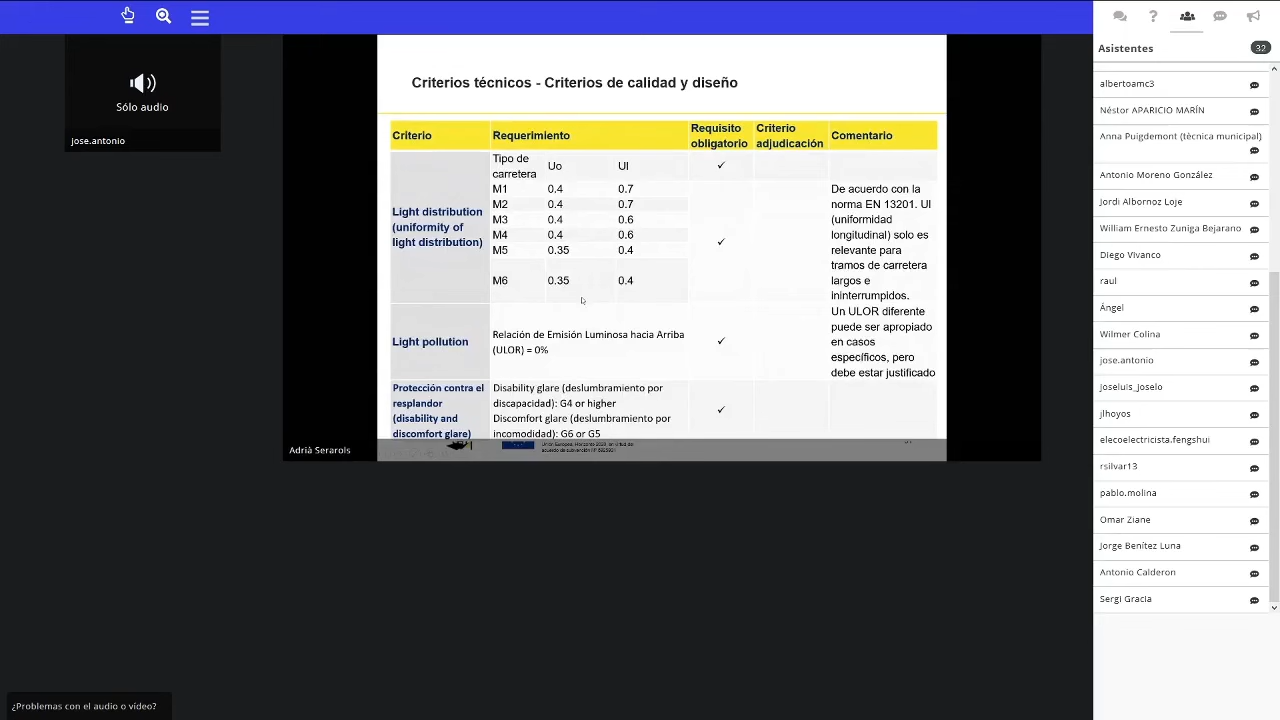 Sólo audio
jose.antonio
Criterios técnicos - Criterios de calidad y diseño
Criterio Requerimiento Requisito obligatorio Criterio adjudicación Comentario
Light distribution (uniformity of light distribution)
Tipo de carretera Uo Ul ✓
M1 0.4 0.7
M2 0.4 0.7
M3 0.4 0.6
M4 0.4 0.6
M5 0.35 0.4
M6 0.35 0.4
✓
De acuerdo con la
norma EN 13201. Ul
(uniformidad
longitudinal) solo es
relevante para
tramos de carretera
largos e
ininterrumpidos.
Light pollution
Relación de Emisión Luminosa hacia Arriba
(ULOR) = 0%
✓
Un ULOR diferente
puede ser apropiado
en casos
específicos, pero
debe estar justificado
Protección contra el
resplandor
(disability and
discomfort glare)
Disability glare (deslumbramiento por
discapacidad): G4 or higher
Discomfort glare (deslumbramiento por
incomodidad): G6 or G5
✓
Adrià Serarols
Asistentes 32
albertoamc3
Néstor APARICIO MARÍN
Anna Puigdemont (tècnica municipal)
Antonio Moreno González
Jordi Albornoz Loje
William Ernesto Zuniga Bejarano
Diego Vivanco
raul
Ángel
Wilmer Colina
jose.antonio
Joseluis_joselo
jlhoyos
elecoelectricista.fengshui
rsilvar13
pablo.molina
Omar Ziane
Jorge Benítez Luna
Antonio Calderon
Sergi Gracia
¿Problemas con el audio o vídeo?